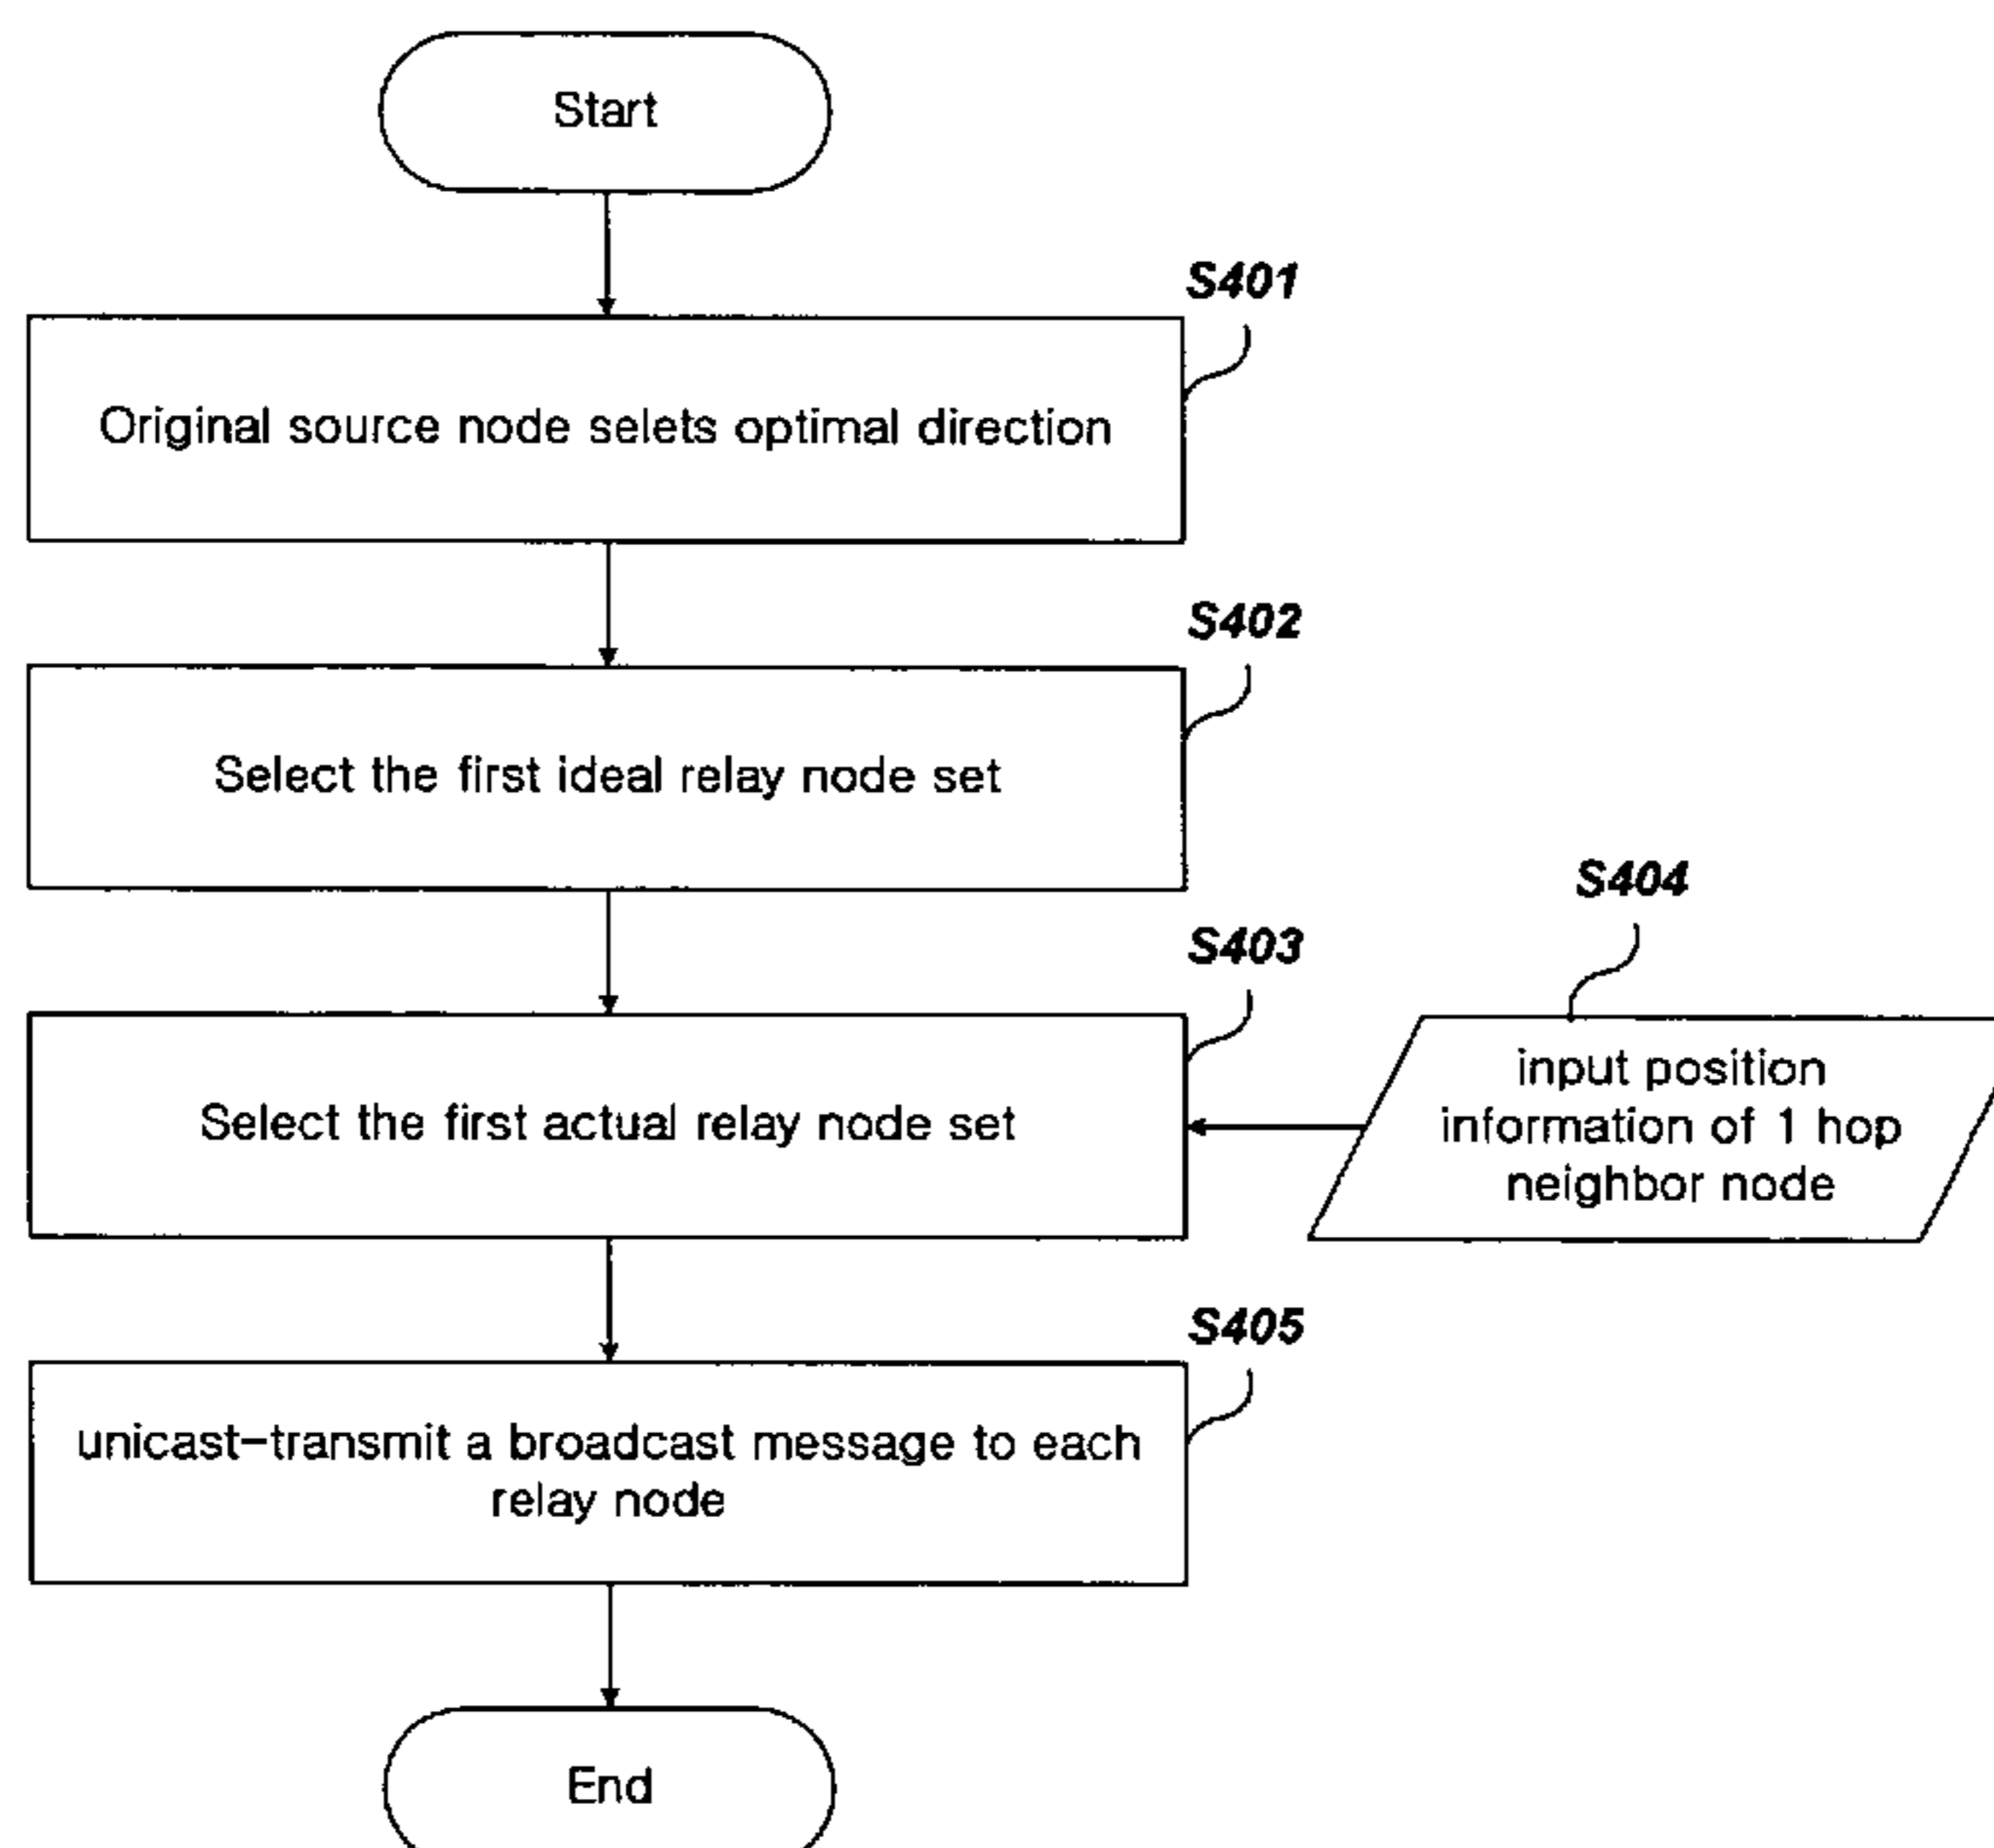 Start
S401
Original source node selets optimal direction
S402
Select the first ideal relay node set
S403
Select the first actual relay node set
S404
input position
information of 1 hop
neighbor node
S405
unicast-transmit a broadcast message to each
relay node
End